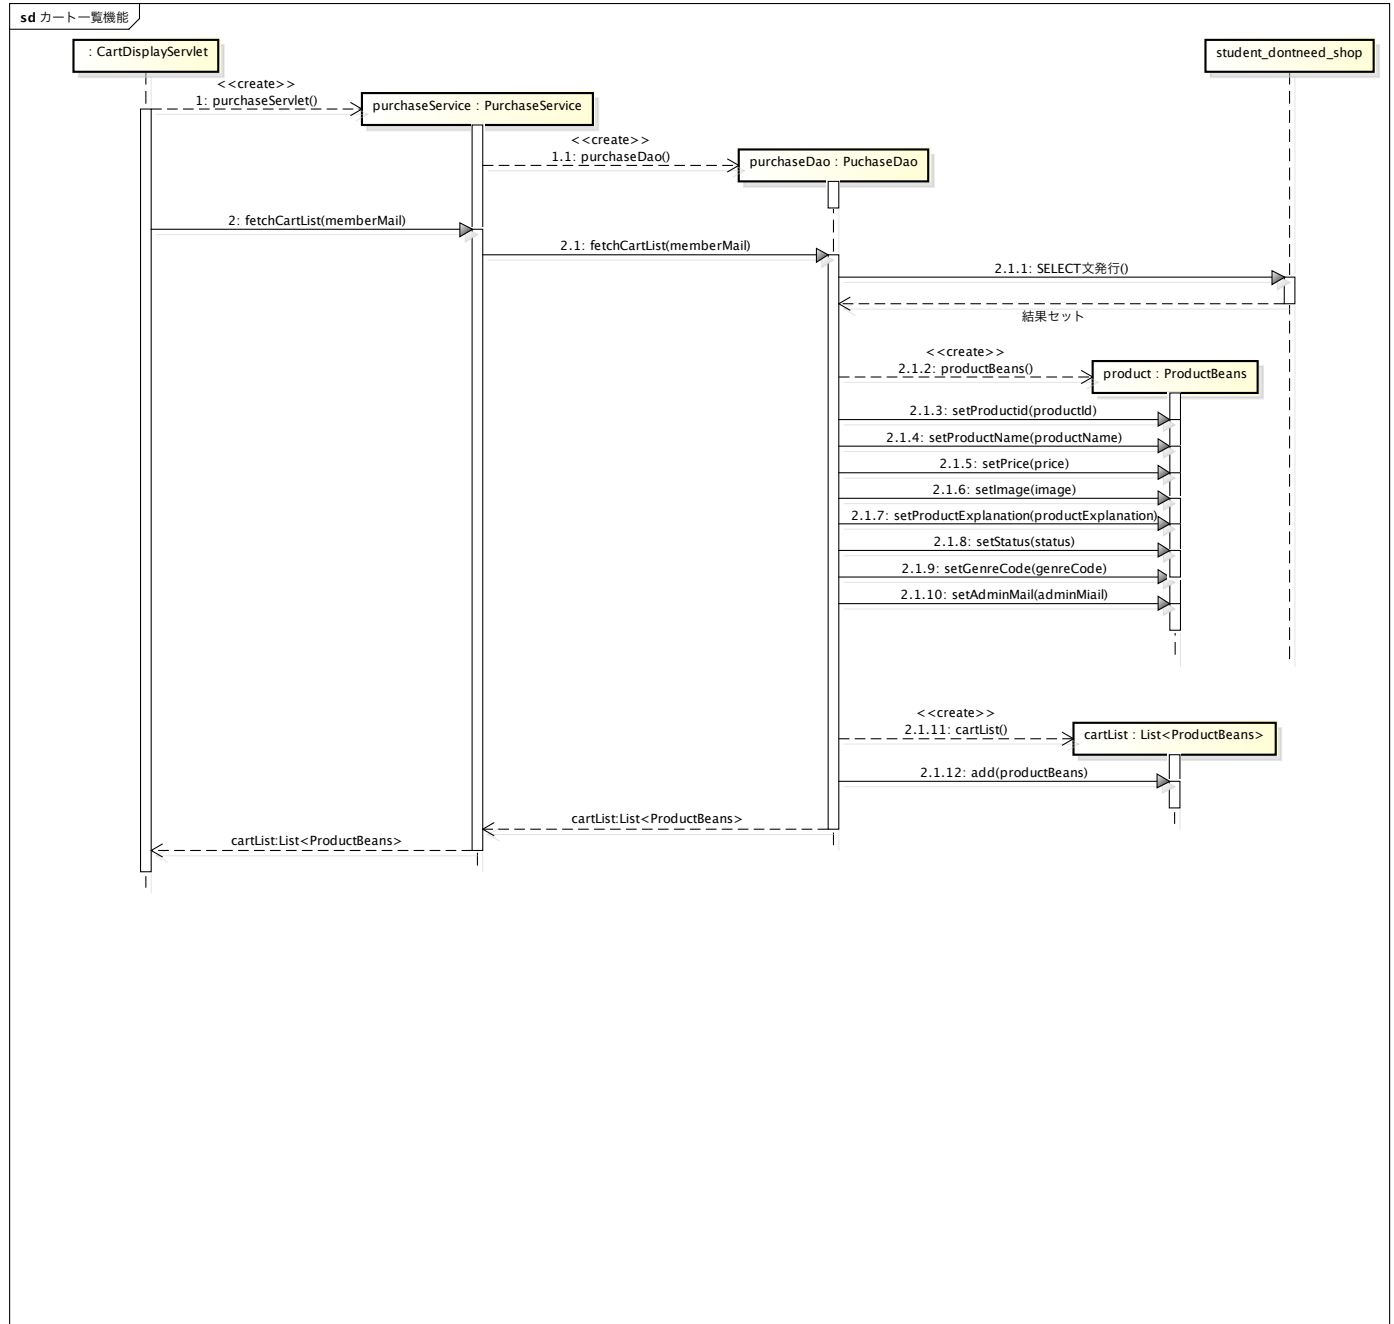 sd カート一覧機能
: CartDisplayServlet
student_dontneed_shop
<<create>>
1: purchaseServlet()
purchaseService : PurchaseService
<<create>>
1.1: purchaseDao()
purchaseDao : PuchaseDao
2: fetchCartList(memberMail)
2.1: fetchCartList(memberMail)
2.1.1: SELECT文発行()
結果セット
<<create>>
2.1.2: productBeans()
product : ProductBeans
2.1.3: setProductid(productId)
2.1.4: setProductName(productName)
2.1.5: setPrice(price)
2.1.6: setImage(image)
2.1.7: setProductExplanation(productExplanation)
2.1.8: setStatus(status)
2.1.9: setGenreCode(genreCode)
2.1.10: setAdminMail(adminMiail)
<<create>>
2.1.11: cartList()
cartList : List<ProductBeans>
2.1.12: add(productBeans)
cartList:List<ProductBeans>
cartList:List<ProductBeans>